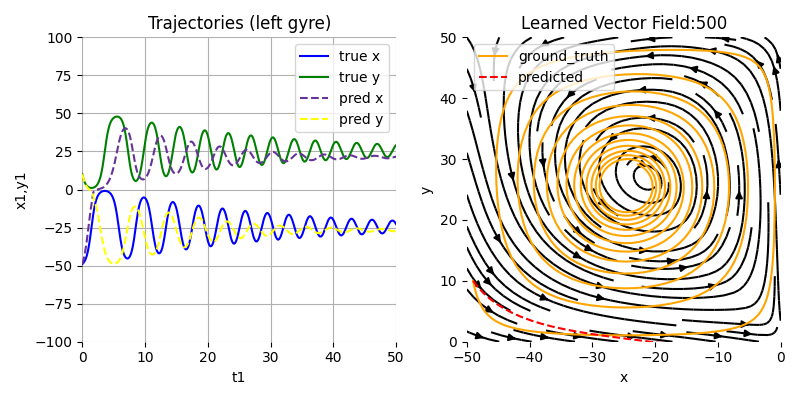 Trajectories (left gyre)
100
75
50
25
0
−25
−50
−75
−100
x1,y1
0
10
20
30
40
50
t1
true x
true y
pred x
pred y
Learned Vector Field:500
50
40
30
20
10
0
y
−50
−40
−30
−20
−10
0
x
ground_truth
predicted